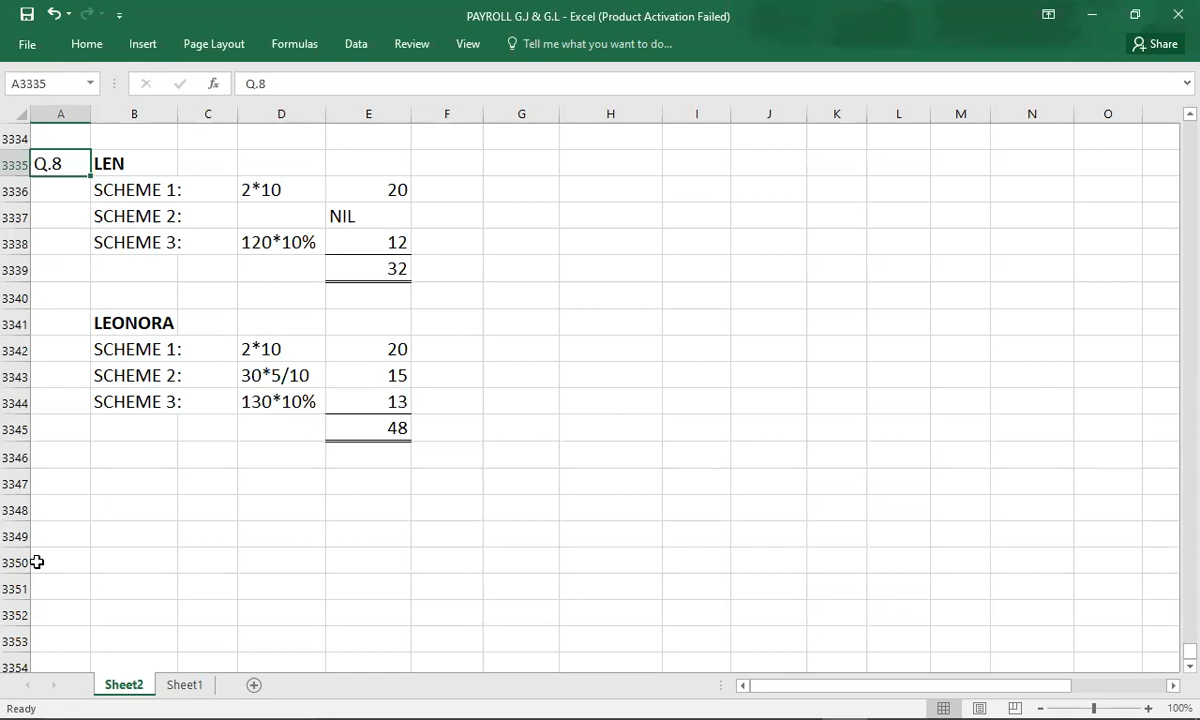 PAYROLL G.J & G.L - Excel (Product Activation Failed)
File Home Insert Page Layout Formulas Data Review View Tell me what you want to do... Share
A3335 fx Q.8
A B C D E F G H I J K L M N O
3334
3335 Q.8 LEN
3336 SCHEME 1: 2*10 20
3337 SCHEME 2: NIL
3338 SCHEME 3: 120*10% 12
3339 32
3340
3341 LEONORA
3342 SCHEME 1: 2*10 20
3343 SCHEME 2: 30*5/10 15
3344 SCHEME 3: 130*10% 13
3345 48
3346
3347
3348
3349
3350
3351
3352
3353
3354
Sheet2 Sheet1
Ready 100%